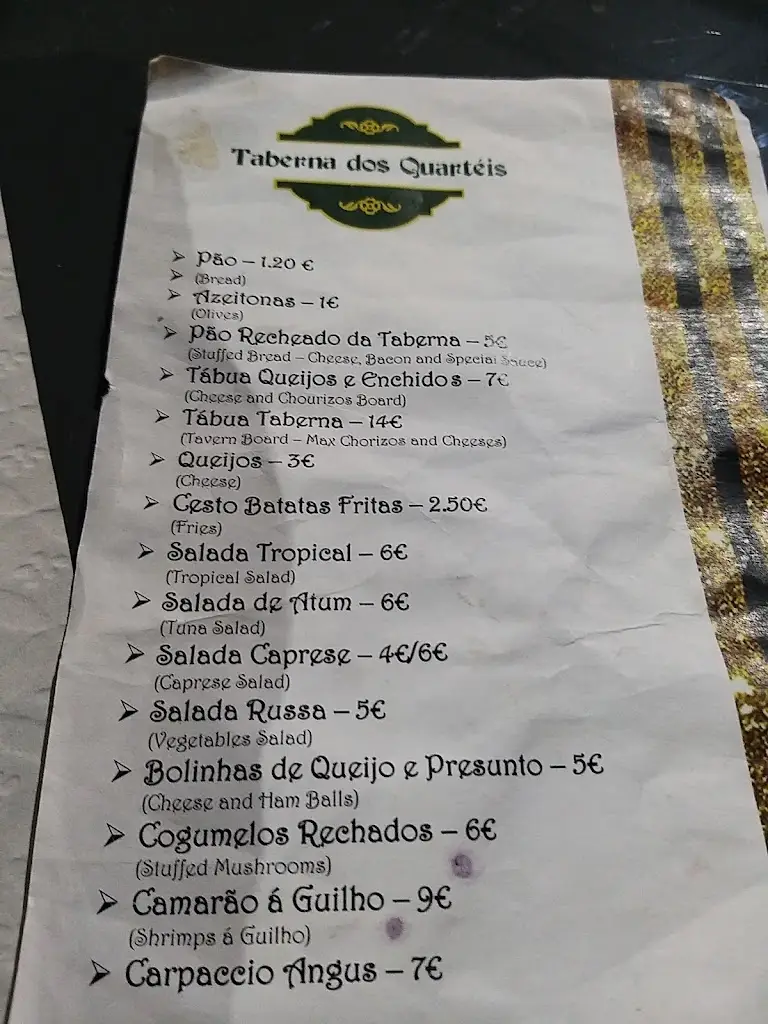 Taberna dos Quartéis
➢ Pão – 1.20 €
➢ (Bread)
➢ Azeitonas – 1€
(Olives)
➢ Pão Recheado da Taberna – 5€
(Stuffed Bread – Cheese, Bacon and Special Sauce)
➢ Tábua Queijos e Enchidos – 7€
(Cheese and Chourizos Board)
➢ Tábua Taberna – 14€
(Tavern Board – Max Chorizos and Cheeses)
➢ Queijos – 3€
(Cheese)
➢ Cesto Batatas Fritas – 2.50€
(Fries)
➢ Salada Tropical – 6€
(Tropical Salad)
➢ Salada de Atum – 6€
(Tuna Salad)
➢ Salada Caprese – 4€/6€
(Caprese Salad)
➢ Salada Russa – 5€
(Vegetables Salad)
➢ Bolinhas de Queijo e Presunto – 5€
(Cheese and Ham Balls)
➢ Cogumelos Rechados – 6€
(Stuffed Mushrooms)
➢ Camarão á Guilho – 9€
(Shrimps á Guilho)
➢ Carpaccio Angus – 7€